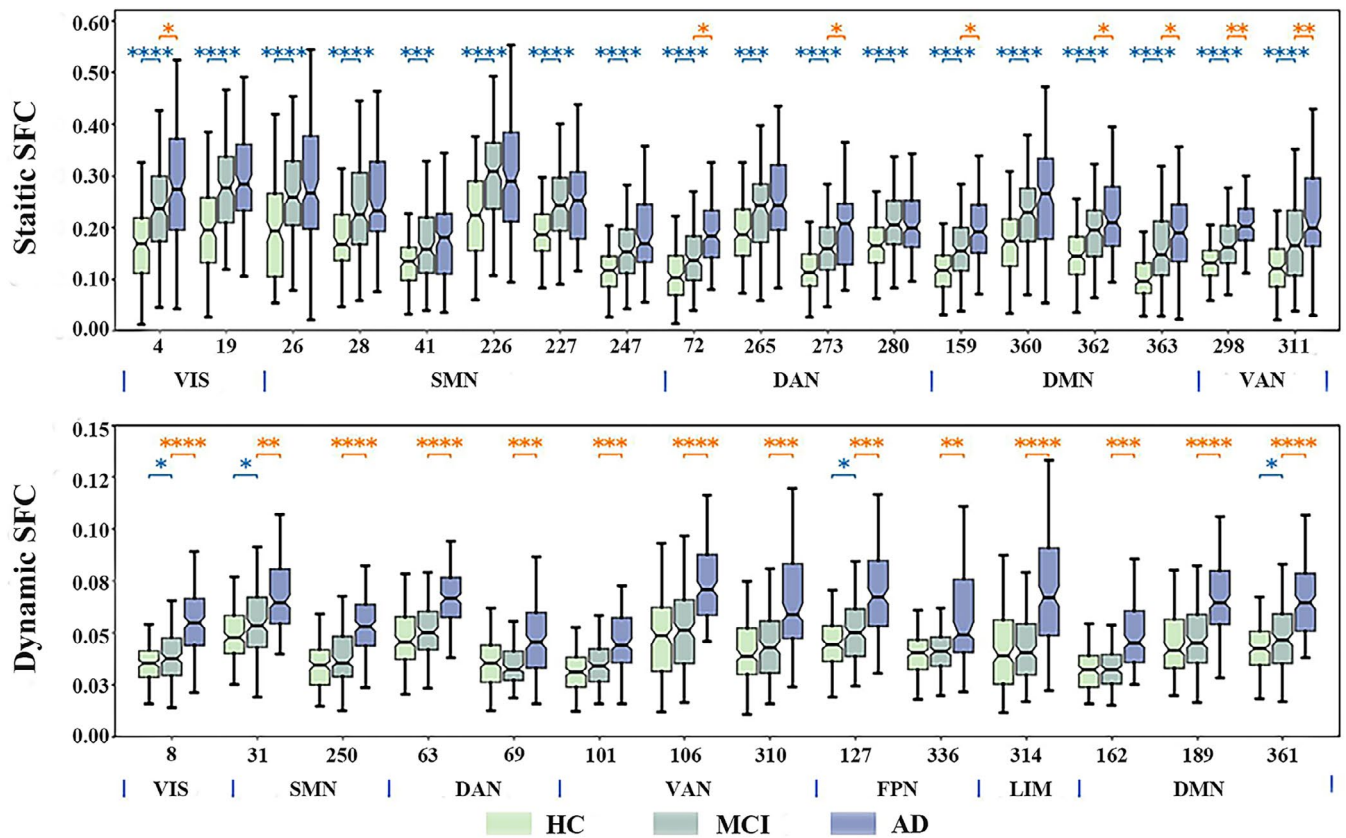 0.60
0.50
0.40
0.30
0.20
0.10
0.00
Staitic SFC
* * * * * * ** **
**** **** **** **** *** **** **** **** **** *** **** **** **** **** **** **** **** ****
4 19 26 28 41 226 227 247 72 265 273 280 159 360 362 363 298 311
| VIS | SMN | DAN | DMN | VAN |
0.15
0.12
0.10
0.08
0.05
0.03
0.00
Dynamic SFC
**** ** **** **** *** *** **** *** *** ** **** *** **** ****
* * * *
8 31 250 63 69 101 106 310 127 336 314 162 189 361
| VIS | SMN | DAN | VAN | FPN | LIM | DMN |
HC MCI AD